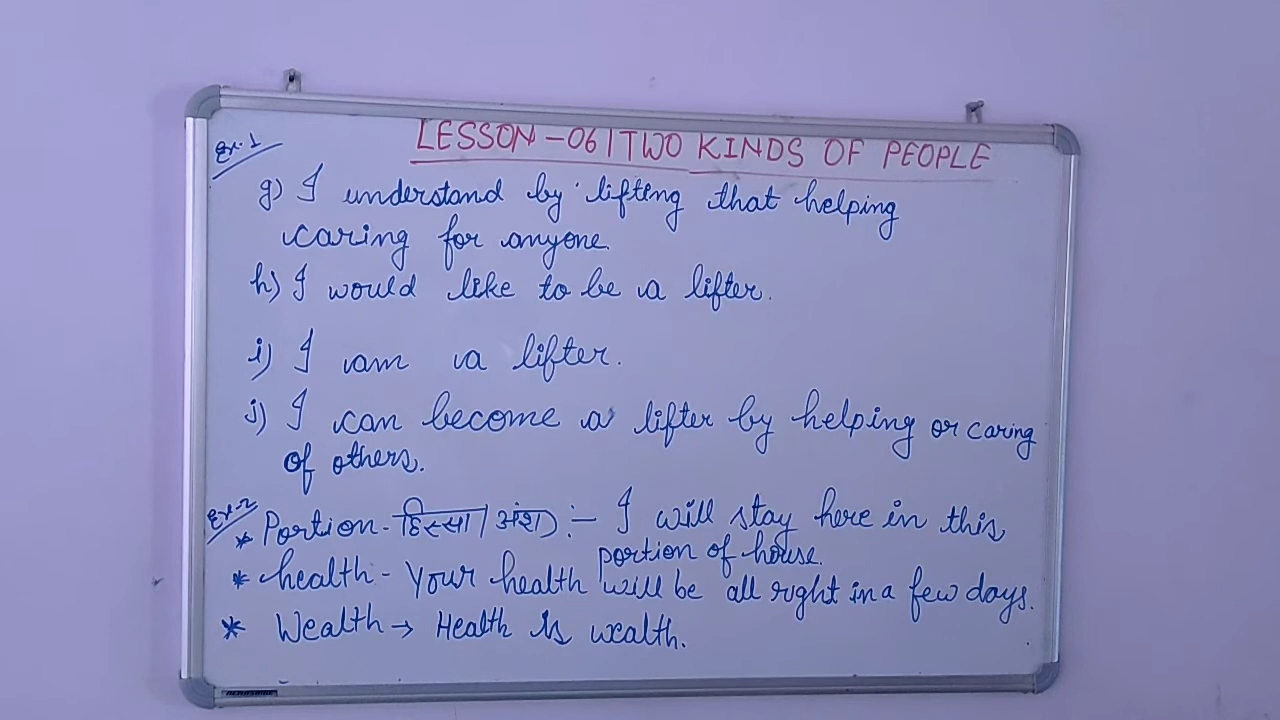 LESSON-06|TWO KINDS OF PEOPLE
Ex.1
g) I understand by lifting that helping
caring for anyone.
h) I would like to be a lifter.
i) I am a lifter.
j) I can become a lifter by helping or caring
of others.
Ex-2
* Portion - हिस्सा/अंश) :- I will stay here in this
portion of house.
* health - Your health will be all right in a few days.
* Wealth → Health is wealth.